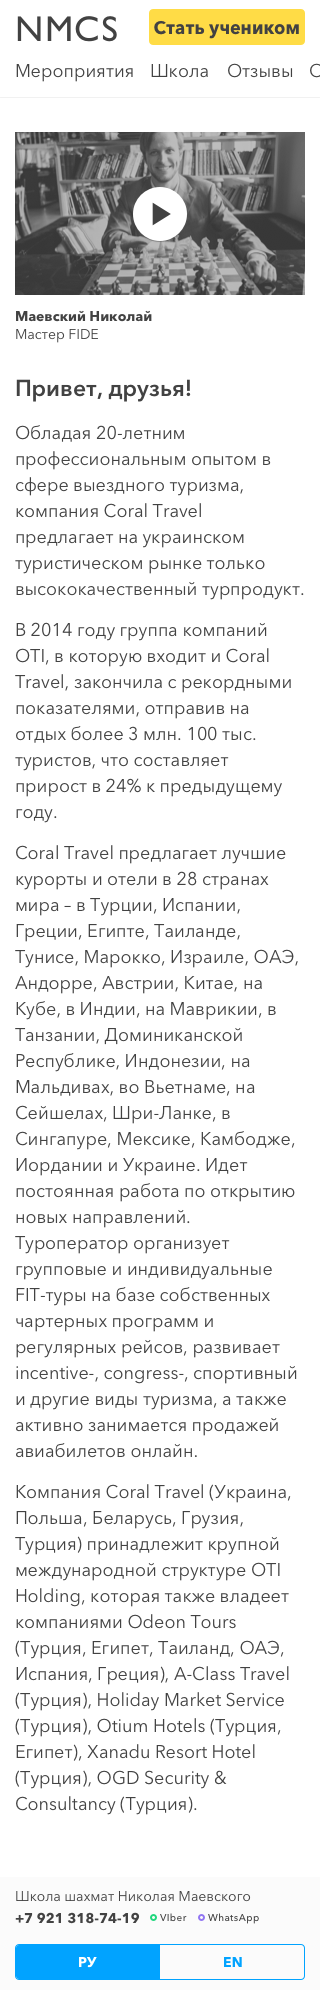 NMCS
Стать учеником
Мероприятия Школа Отзывы
Маевский Николай
Мастер FIDE
Привет, друзья!
Обладая 20-летним
профессиональным опытом в
сфере выездного туризма,
компания Coral Travel
предлагает на украинском
туристическом рынке только
высококачественный турпродукт.
В 2014 году группа компаний
OTI, в которую входит и Coral
Travel, закончила с рекордными
показателями, отправив на
отдых более 3 млн. 100 тыс.
туристов, что составляет
прирост в 24% к предыдущему
году.
Coral Travel предлагает лучшие
курорты и отели в 28 странах
мира – в Турции, Испании,
Греции, Египте, Таиланде,
Тунисе, Марокко, Израиле, ОАЭ,
Андорре, Австрии, Китае, на
Кубе, в Индии, на Маврикии, в
Танзании, Доминиканской
Республике, Индонезии, на
Мальдивах, во Вьетнаме, на
Сейшелах, Шри-Ланке, в
Сингапуре, Мексике, Камбодже,
Иордании и Украине. Идет
постоянная работа по открытию
новых направлений.
Туроператор организует
групповые и индивидуальные
FIT-туры на базе собственных
чартерных программ и
регулярных рейсов, развивает
incentive-, congress-, спортивный
и другие виды туризма, а также
активно занимается продажей
авиабилетов онлайн.
Компания Coral Travel (Украина,
Польша, Беларусь, Грузия,
Турция) принадлежит крупной
международной структуре OTI
Holding, которая также владеет
компаниями Odeon Tours
(Турция, Египет, Таиланд, ОАЭ,
Испания, Греция), A-Class Travel
(Турция), Holiday Market Service
(Турция), Otium Hotels (Турция,
Египет), Xanadu Resort Hotel
(Турция), OGD Security &
Consultancy (Турция).
Школа шахмат Николая Маевского
+7 921 318-74-19 VIber WhatsApp
РУ EN